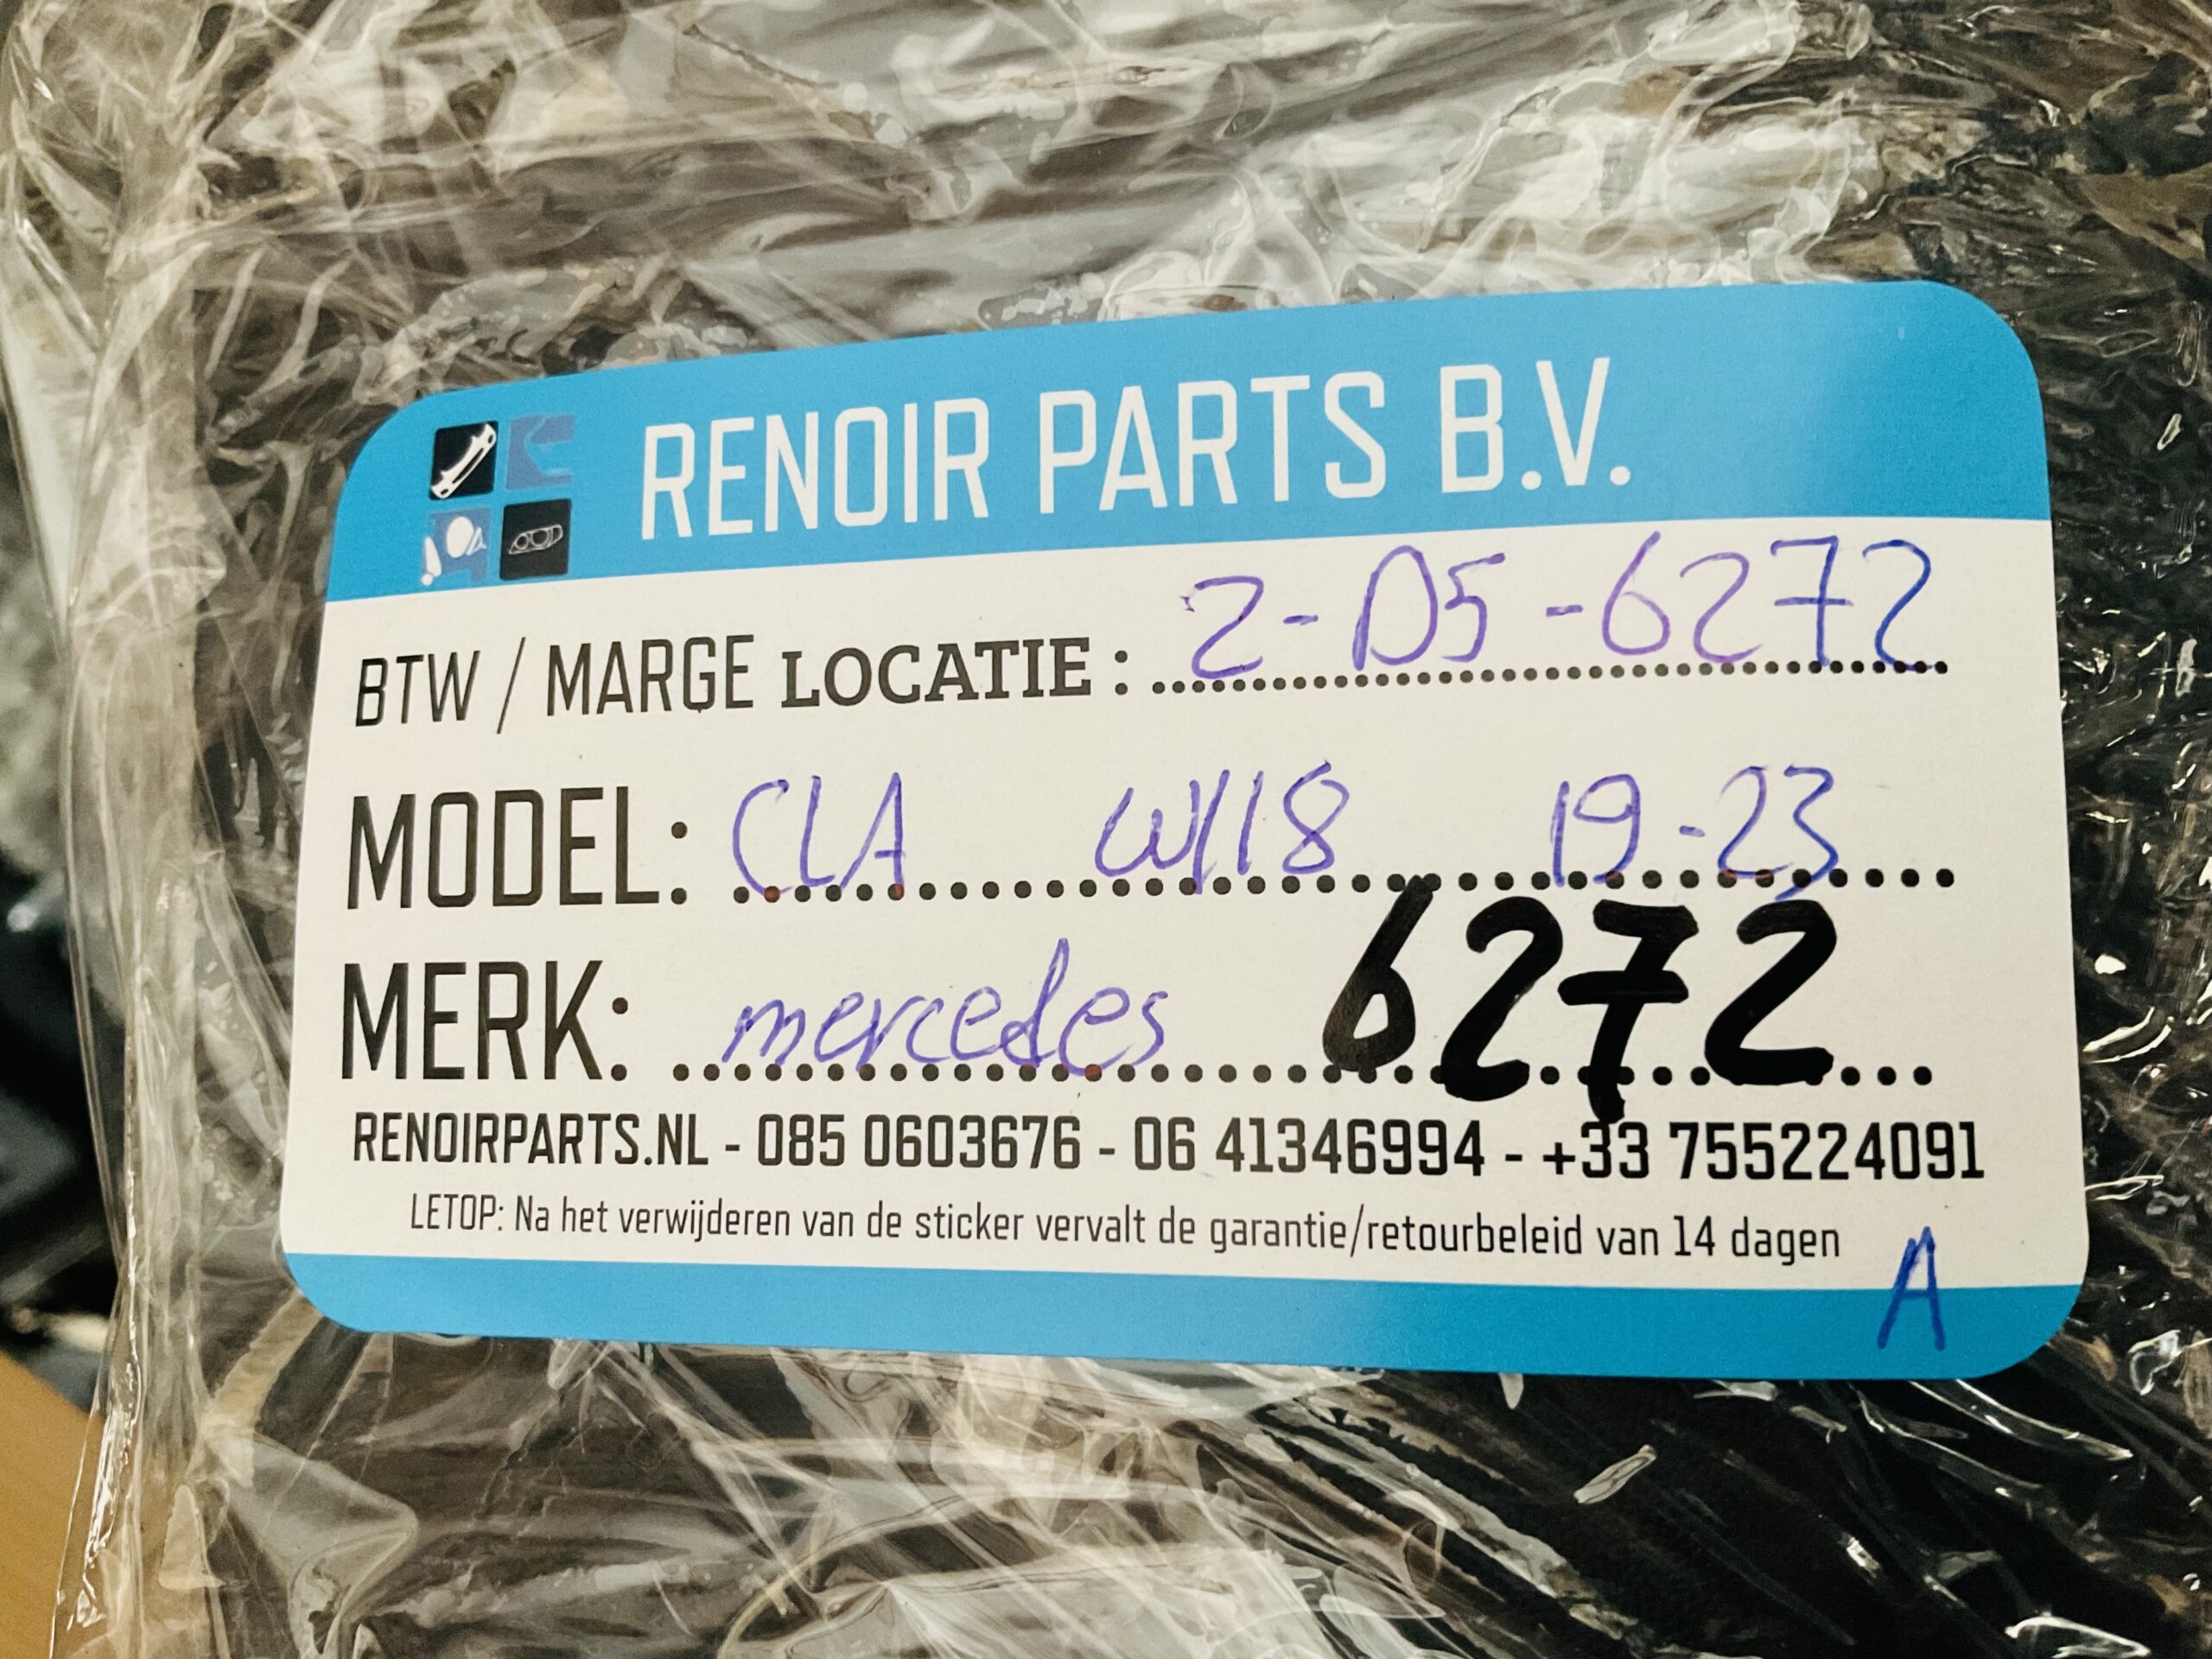 RENOIR PARTS B.V.
BTW / MARGE LOCATIE : 2-D5-6272
MODEL: CLA W118 19-23
MERK: mercedes 6272
RENOIRPARTS.NL - 085 0603676 - 06 41346994 - +33 755224091
LETOP: Na het verwijderen van de sticker vervalt de garantie/retourbeleid van 14 dagen
A